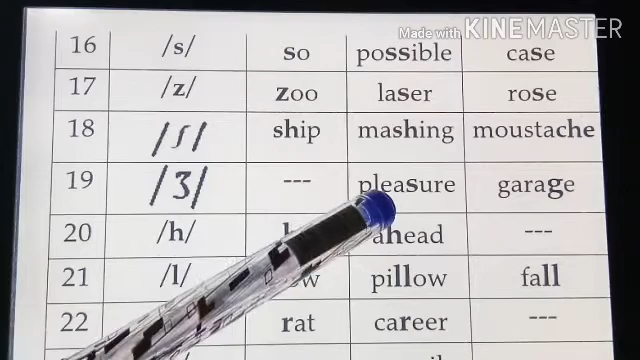 Made with KINEMASTER
16 /s/ so possible case
17 /z/ zoo laser rose
18 /ʃ/ ship mashing moustache
19 /ʒ/ --- pleasure garage
20 /h/ ahead ---
21 /l/ pillow fall
22 rat career ---